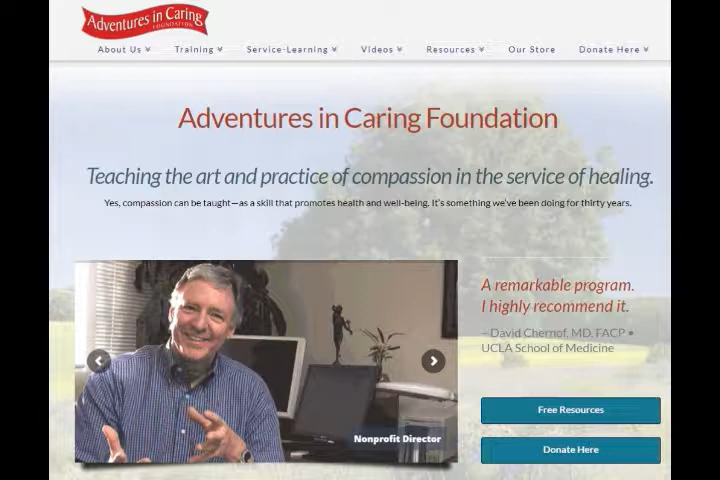 Adventures in Caring
FOUNDATION
About Us Training Service-Learning Videos Resources Our Store Donate Here
Adventures in Caring Foundation
Teaching the art and practice of compassion in the service of healing.
Yes, compassion can be taught—as a skill that promotes health and well-being. It's something we've been doing for thirty years.
A remarkable program.
I highly recommend it.
– David Chernof, MD, FACP •
UCLA School of Medicine
Nonprofit Director
Free Resources
Donate Here